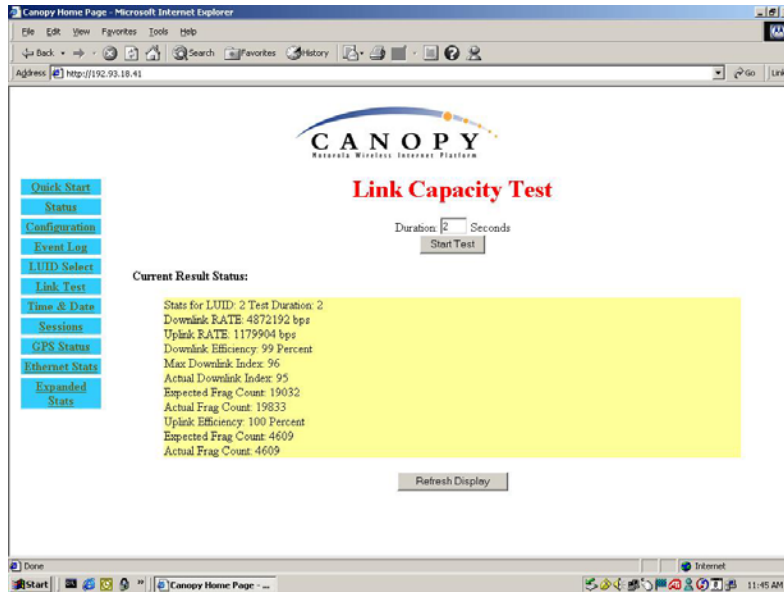 Canopy Home Page - Microsoft Internet Explorer
File Edit View Favorites Tools Help
Back Search Favorites History
Address http://192.93.18.41 Go Link
CANOPY
Motorola Wireless Internet Platform
Quick Start
Status
Configuration
Event Log
LUID Select
Link Test
Time & Date
Sessions
GPS Status
Ethernet Stats
Expanded
Stats
Link Capacity Test
Duration: 2 Seconds
Start Test
Current Result Status:
Stats for LUID: 2 Test Duration: 2
Downlink RATE: 4872192 bps
Uplink RATE: 1179904 bps
Downlink Efficiency: 99 Percent
Max Downlink Index: 96
Actual Downlink Index: 95
Expected Frag Count: 19032
Actual Frag Count: 19833
Uplink Efficiency: 100 Percent
Expected Frag Count: 4609
Actual Frag Count: 4609
Refresh Display
Done Internet
Start » Canopy Home Page - ... 11:45 AM